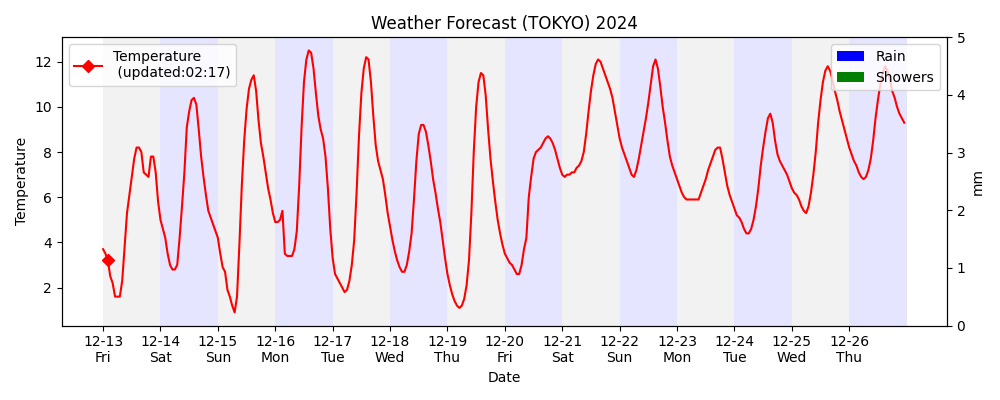 Weather Forecast (TOKYO) 2024
Temperature
(updated:02:17)
Rain
Showers
Temperature
12
10
8
6
4
2
5
4
3
2
1
0
mm
12-13 12-14 12-15 12-16 12-17 12-18 12-19 12-20 12-21 12-22 12-23 12-24 12-25 12-26
Fri Sat Sun Mon Tue Wed Thu Fri Sat Sun Mon Tue Wed Thu
Date